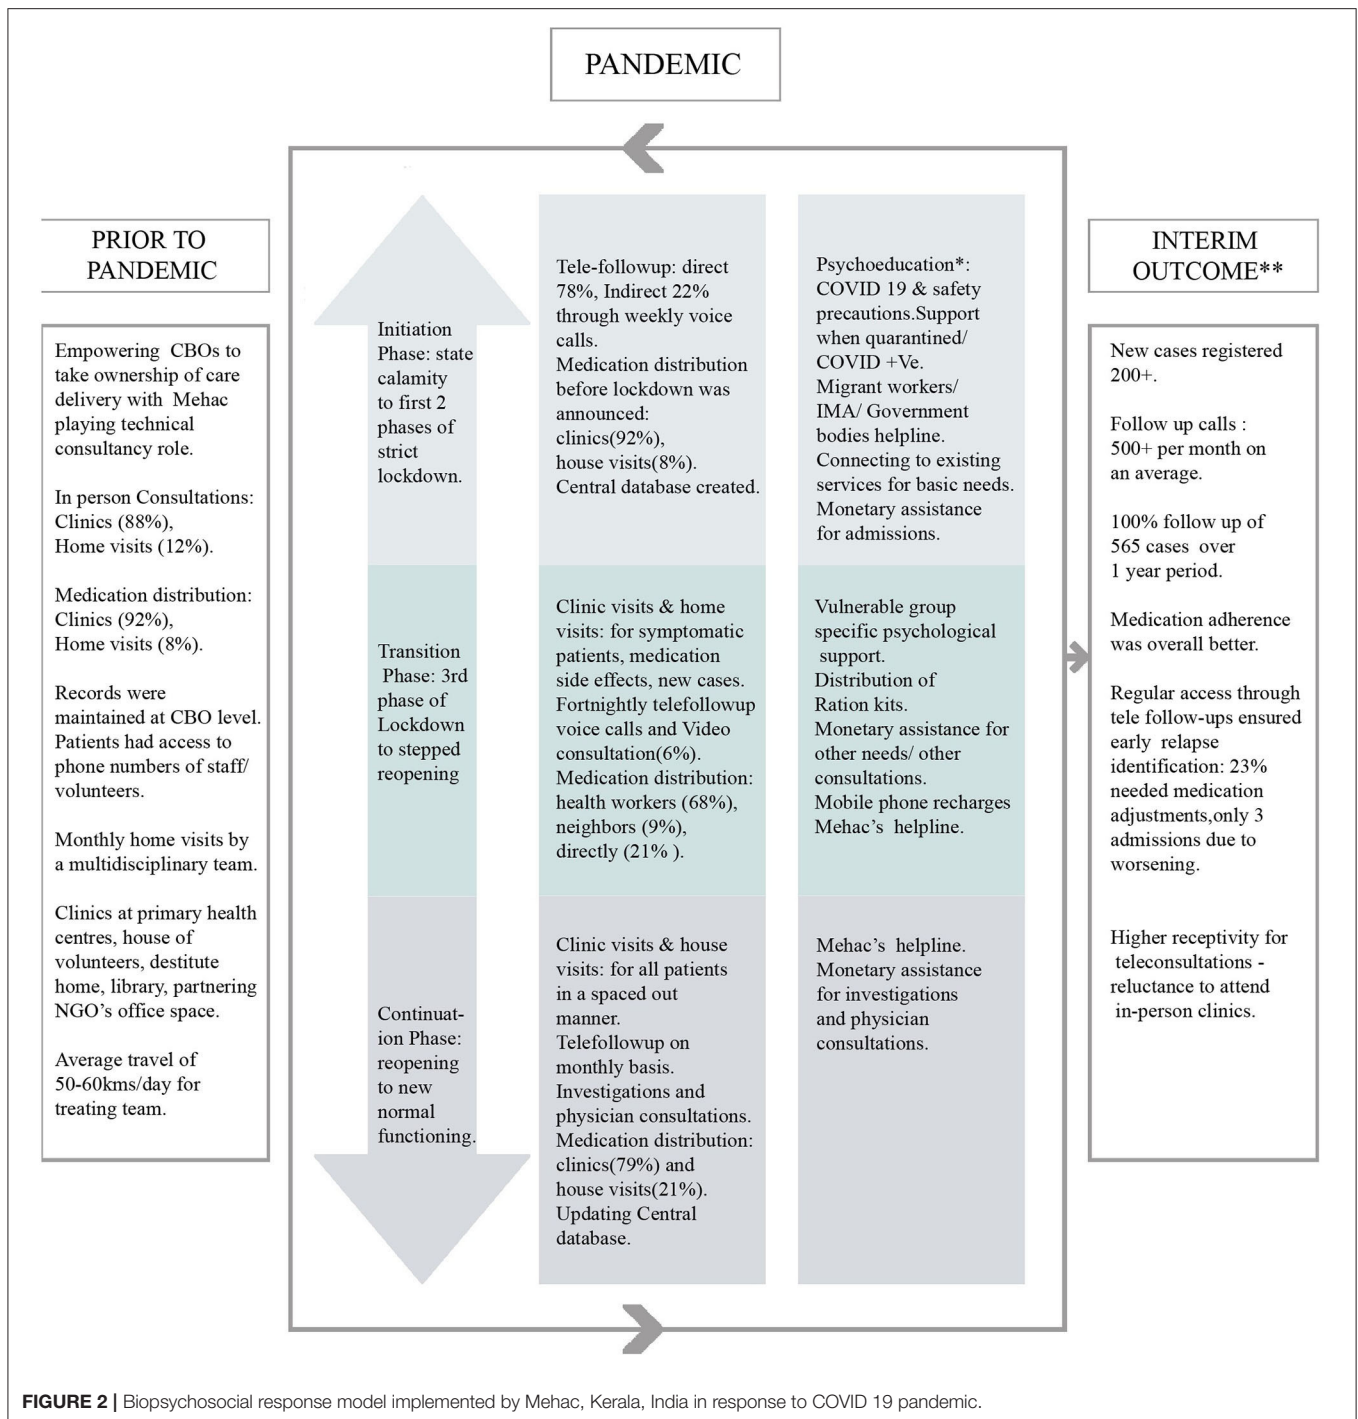 PANDEMIC
PRIOR TO
PANDEMIC
Empowering CBOs to
take ownership of care
delivery with Mehac
playing technical
consultancy role.
In person Consultations:
Clinics (88%),
Home visits (12%).
Medication distribution:
Clinics (92%),
Home visits (8%).
Records were
maintained at CBO level.
Patients had access to
phone numbers of staff/
volunteers.
Monthly home visits by
a multidisciplinary team.
Clinics at primary health
centres, house of
volunteers, destitute
home, library, partnering
NGO's office space.
Average travel of
50-60kms/day for
treating team.
Initiation
Phase: state
calamity
to first 2
phases of
strict
lockdown.
Tele-followup: direct
78%, Indirect 22%
through weekly voice
calls.
Medication distribution
before lockdown was
announced:
clinics(92%),
house visits(8%).
Central database created.
Psychoeducation*:
COVID 19 & safety
precautions.Support
when quarantined/
COVID +Ve.
Migrant workers/
IMA/ Government
bodies helpline.
Connecting to existing
services for basic needs.
Monetary assistance
for admissions.
Transition
Phase: 3rd
phase of
Lockdown
to stepped
reopening
Clinic visits & home
visits: for symptomatic
patients, medication
side effects, new cases.
Fortnightly telefollowup
voice calls and Video
consultation(6%).
Medication distribution:
health workers (68%),
neighbors (9%),
directly (21% ).
Vulnerable group
specific psychological
support.
Distribution of
Ration kits.
Monetary assistance for
other needs/ other
consultations.
Mobile phone recharges
Mehac's helpline.
Continuat-
ion Phase:
reopening
to new
normal
functioning.
Clinic visits & house
visits: for all patients
in a spaced out
manner.
Telefollowup on
monthly basis.
Investigations and
physician consultations.
Medication distribution:
clinics(79%) and
house visits(21%).
Updating Central
database.
Mehac's helpline.
Monetary assistance
for investigations
and physician
consultations.
INTERIM
OUTCOME**
New cases registered
200+.
Follow up calls :
500+ per month on
an average.
100% follow up of
565 cases over
1 year period.
Medication adherence
was overall better.
Regular access through
tele follow-ups ensured
early relapse
identification: 23%
needed medication
adjustments,only 3
admissions due to
worsening.
Higher receptivity for
teleconsultations -
reluctance to attend
in-person clinics.
FIGURE 2 | Biopsychosocial response model implemented by Mehac, Kerala, India in response to COVID 19 pandemic.